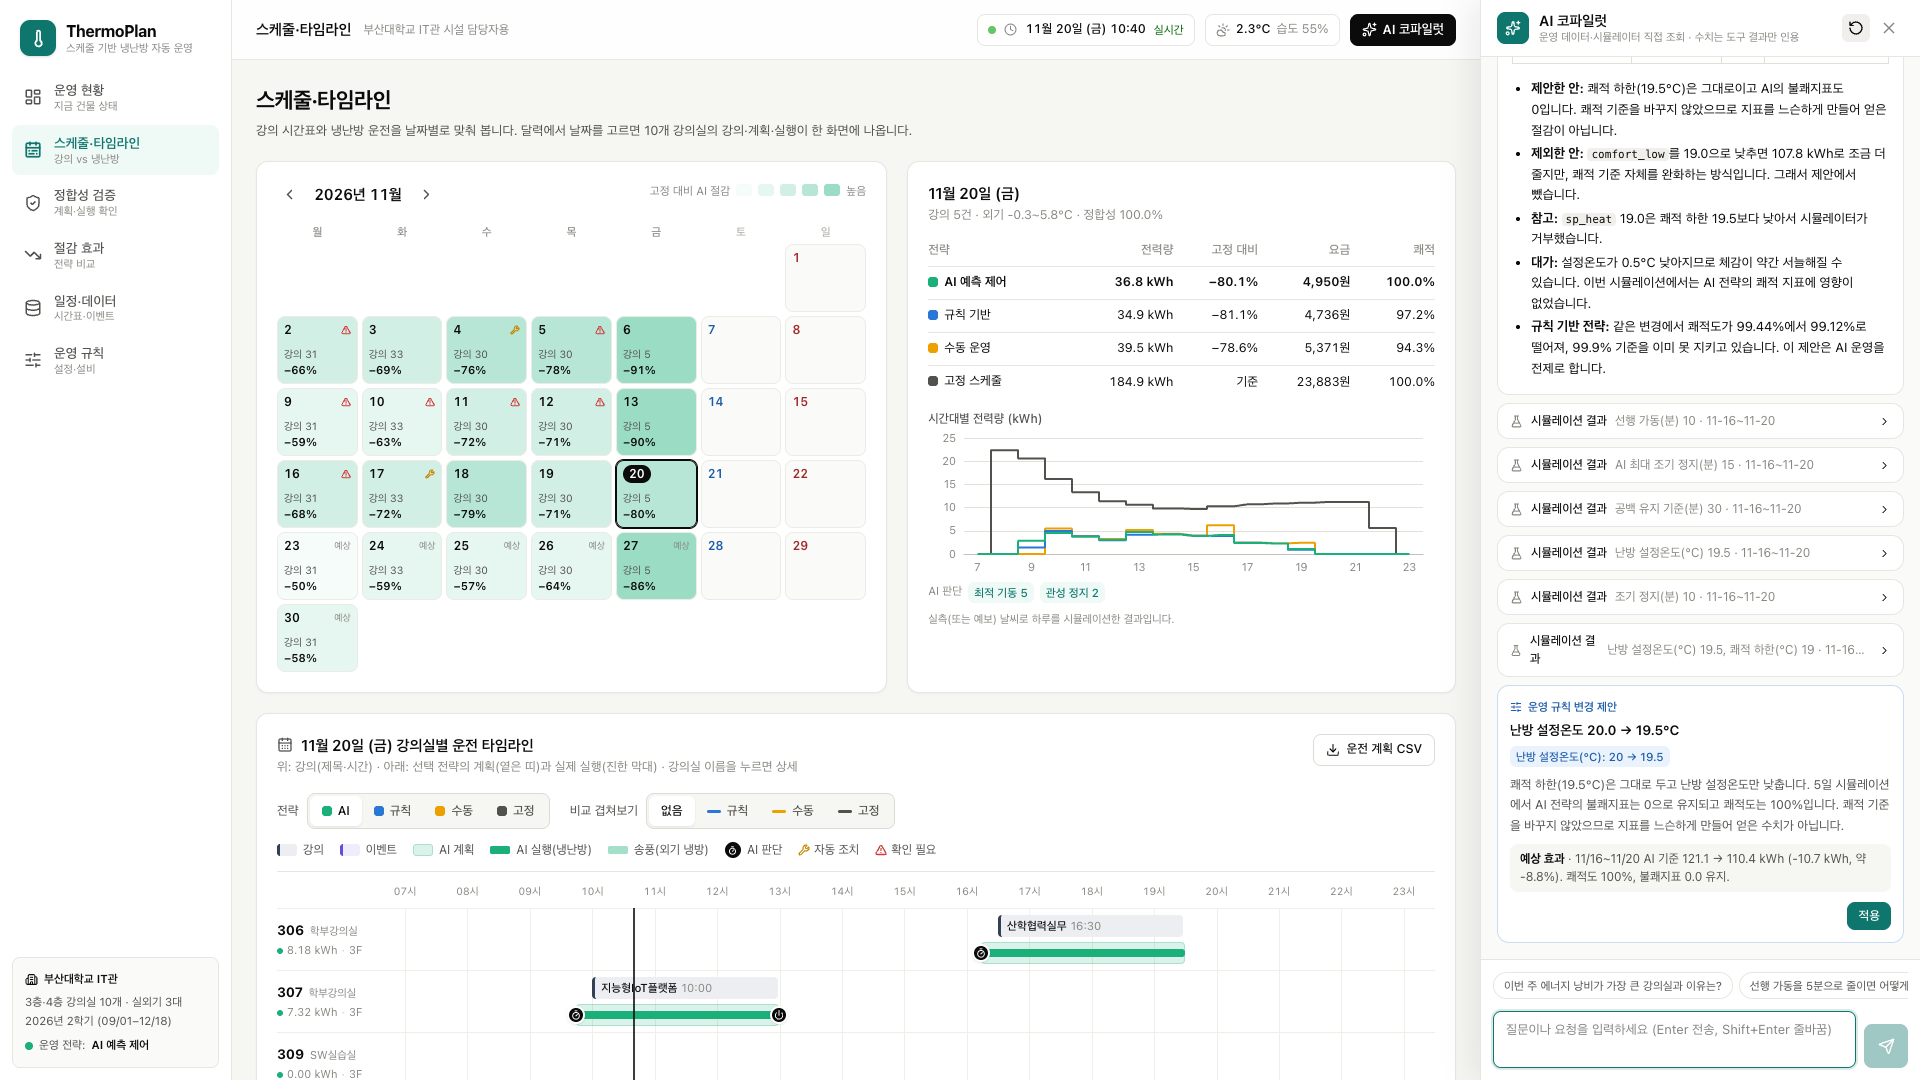 ThermoPlan
스케줄 기반 냉난방 자동 운영
운영 현황
지금 건물 상태
스케줄·타임라인
강의 vs 냉난방
정합성 검증
계획·실행 확인
절감 효과
전략 비교
일정·데이터
시간표·이벤트
운영 규칙
설정·설비
부산대학교 IT관
3층·4층 강의실 10개 · 실외기 3대
2026년 2학기 (09/01~12/18)
운영 전략: AI 예측 제어
스케줄·타임라인 부산대학교 IT관 시설 담당자용
11월 20일 (금) 10:40 실시간
2.3°C 습도 55%
AI 코파일럿
스케줄·타임라인
강의 시간표와 냉난방 운전을 날짜별로 맞춰 봅니다. 달력에서 날짜를 고르면 10개 강의실의 강의·계획·실행이 한 화면에 나옵니다.
2026년 11월
고정 대비 AI 절감 높음
월 화 수 목 금 토 일
1
2 3 4 5 6 7 8
강의 31 강의 33 강의 30 강의 30 강의 5
−66% −69% −76% −78% −91%
9 10 11 12 13 14 15
강의 31 강의 33 강의 30 강의 30 강의 5
−59% −63% −72% −71% −90%
16 17 18 19 20 21 22
강의 31 강의 33 강의 30 강의 30 강의 5
−68% −72% −79% −71% −80%
23 예상 24 예상 25 예상 26 예상 27 예상 28 29
강의 31 강의 33 강의 30 강의 30 강의 5
−50% −59% −57% −64% −86%
30 예상
강의 31
−58%
11월 20일 (금)
강의 5건 · 외기 -0.3~5.8°C · 정합성 100.0%
전략 전력량 고정 대비 요금 쾌적
AI 예측 제어 36.8 kWh −80.1% 4,950원 100.0%
규칙 기반 34.9 kWh −81.1% 4,736원 97.2%
수동 운영 39.5 kWh −78.6% 5,371원 94.3%
고정 스케줄 184.9 kWh 기준 23,883원 100.0%
시간대별 전력량 (kWh)
25
20
15
10
5
0
7 9 11 13 15 17 19 21 23
AI 판단 최적 기동 5 관성 정지 2
실측(또는 예보) 날씨로 하루를 시뮬레이션한 결과입니다.
11월 20일 (금) 강의실별 운전 타임라인
위: 강의(제목·시간) · 아래: 선택 전략의 계획(옅은 띠)과 실제 실행(진한 막대) · 강의실 이름을 누르면 상세
운전 계획 CSV
전략 AI 규칙 수동 고정 비교 겹쳐보기 없음 규칙 수동 고정
강의 이벤트 AI 계획 AI 실행(냉난방) 송풍(외기 냉방) AI 판단 자동 조치 확인 필요
07시 08시 09시 10시 11시 12시 13시 14시 15시 16시 17시 18시 19시 20시 21시 22시 23시
306 학부강의실
8.18 kWh · 3F
산학협력실무 16:30
307 학부강의실
7.32 kWh · 3F
지능형IoT플랫폼 10:00
309 SW실습실
0.00 kWh · 3F
AI 코파일럿
운영 데이터·시뮬레이터 직접 조회 · 수치는 도구 결과만 인용
제안한 안: 쾌적 하한(19.5°C)은 그대로이고 AI의 불쾌지표도
0입니다. 쾌적 기준을 바꾸지 않았으므로 지표를 느슨하게 만들어 얻은
절감이 아닙니다.
제외한 안: comfort_low 를 19.0으로 낮추면 107.8 kWh로 조금 더
줄지만, 쾌적 기준 자체를 완화하는 방식입니다. 그래서 제안에서
뺐습니다.
참고: sp_heat 19.0은 쾌적 하한 19.5보다 낮아서 시뮬레이터가
거부했습니다.
대가: 설정온도가 0.5°C 낮아지므로 체감이 약간 서늘해질 수
있습니다. 이번 시뮬레이션에서는 AI 전략의 쾌적 지표에 영향이
없었습니다.
규칙 기반 전략: 같은 변경에서 쾌적도가 99.44%에서 99.12%로
떨어져, 99.9% 기준을 이미 못 지키고 있습니다. 이 제안은 AI 운영을
전제로 합니다.
시뮬레이션 결과 선행 가동(분) 10 · 11-16~11-20
시뮬레이션 결과 AI 최대 조기 정지(분) 15 · 11-16~11-20
시뮬레이션 결과 공백 유지 기준(분) 30 · 11-16~11-20
시뮬레이션 결과 난방 설정온도(°C) 19.5 · 11-16~11-20
시뮬레이션 결과 조기 정지(분) 10 · 11-16~11-20
시뮬레이션 결과 난방 설정온도(°C) 19.5, 쾌적 하한(°C) 19 · 11-16...
운영 규칙 변경 제안
난방 설정온도 20.0 → 19.5°C
난방 설정온도(°C): 20 → 19.5
쾌적 하한(19.5°C)은 그대로 두고 난방 설정온도만 낮춥니다. 5일 시뮬레이션
에서 AI 전략의 불쾌지표는 0으로 유지되고 쾌적도는 100%입니다. 쾌적 기준
을 바꾸지 않았으므로 지표를 느슨하게 만들어 얻은 수치가 아닙니다.
예상 효과 · 11/16~11/20 AI 기준 121.1 → 110.4 kWh (-10.7 kWh, 약
-8.8%). 쾌적도 100%, 불쾌지표 0.0 유지.
적용
이번 주 에너지 낭비가 가장 큰 강의실과 이유는?
선행 가동을 5분으로 줄이면 어떻게
질문이나 요청을 입력하세요 (Enter 전송, Shift+Enter 줄바꿈)